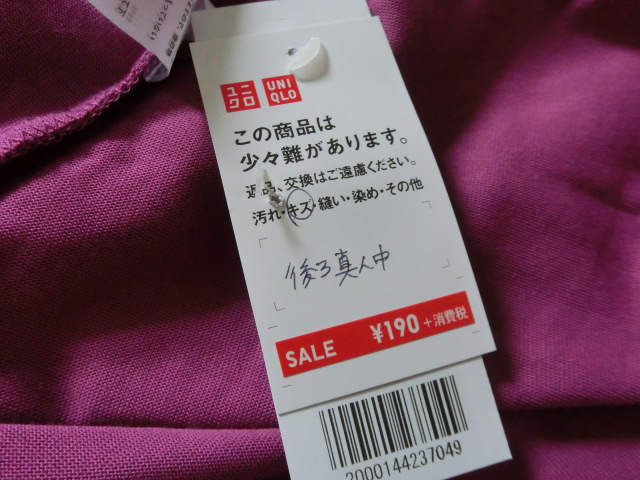 ユニ
クロ
UNI
QLO
この商品は
少々難があります。
返品、交換はご遠慮ください。
汚れ・キズ・縫い・染め・その他
後ろ真ん中
SALE ¥190 +消費税
2000144237049